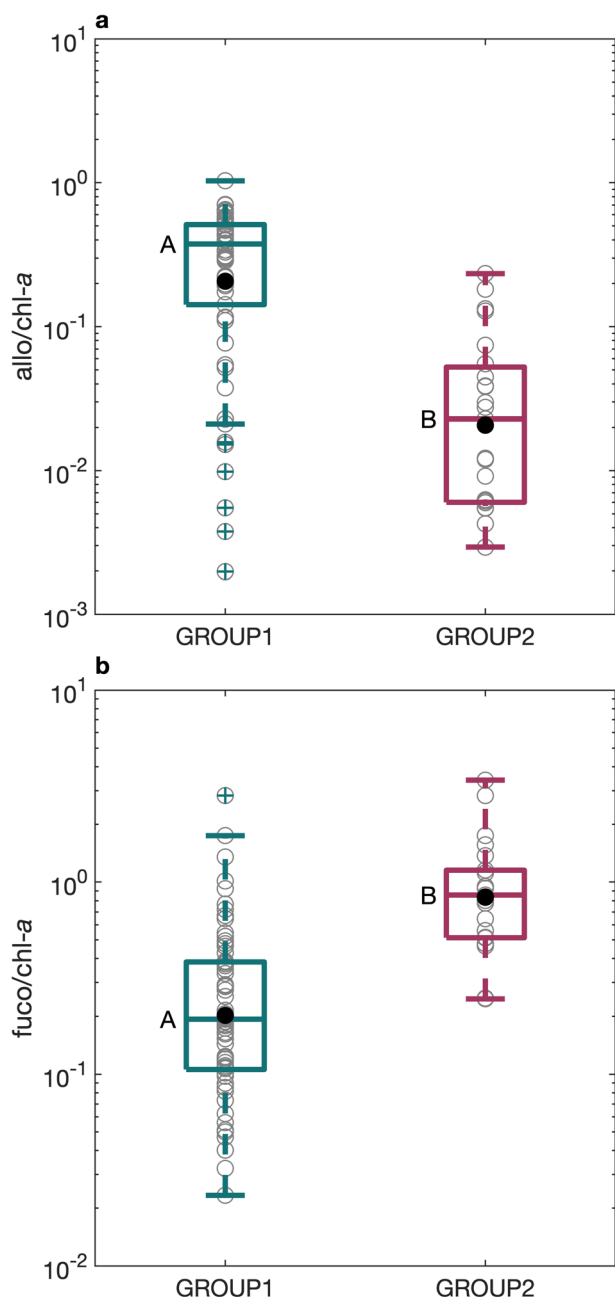 a
10^1
10^0
10^-1
10^-2
10^-3
allo/chl-a
A
B
GROUP1 GROUP2
b
10^1
10^0
10^-1
10^-2
fuco/chl-a
A
B
GROUP1 GROUP2